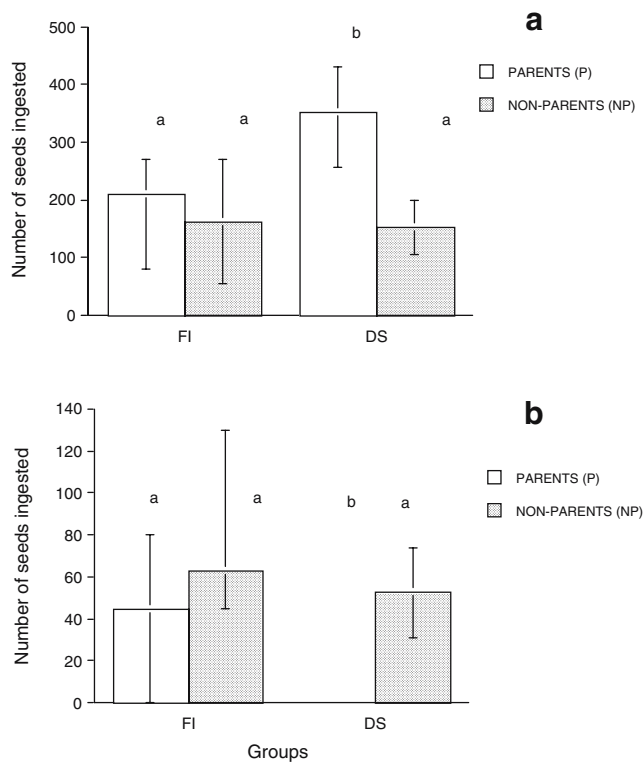 a
500
400
300
200
100
0
Number of seeds ingested
a
a
b
a
FI
DS
PARENTS (P)
NON-PARENTS (NP)
b
140
120
100
80
60
40
20
0
Number of seeds ingested
a
a
b
a
FI
DS
Groups
PARENTS (P)
NON-PARENTS (NP)